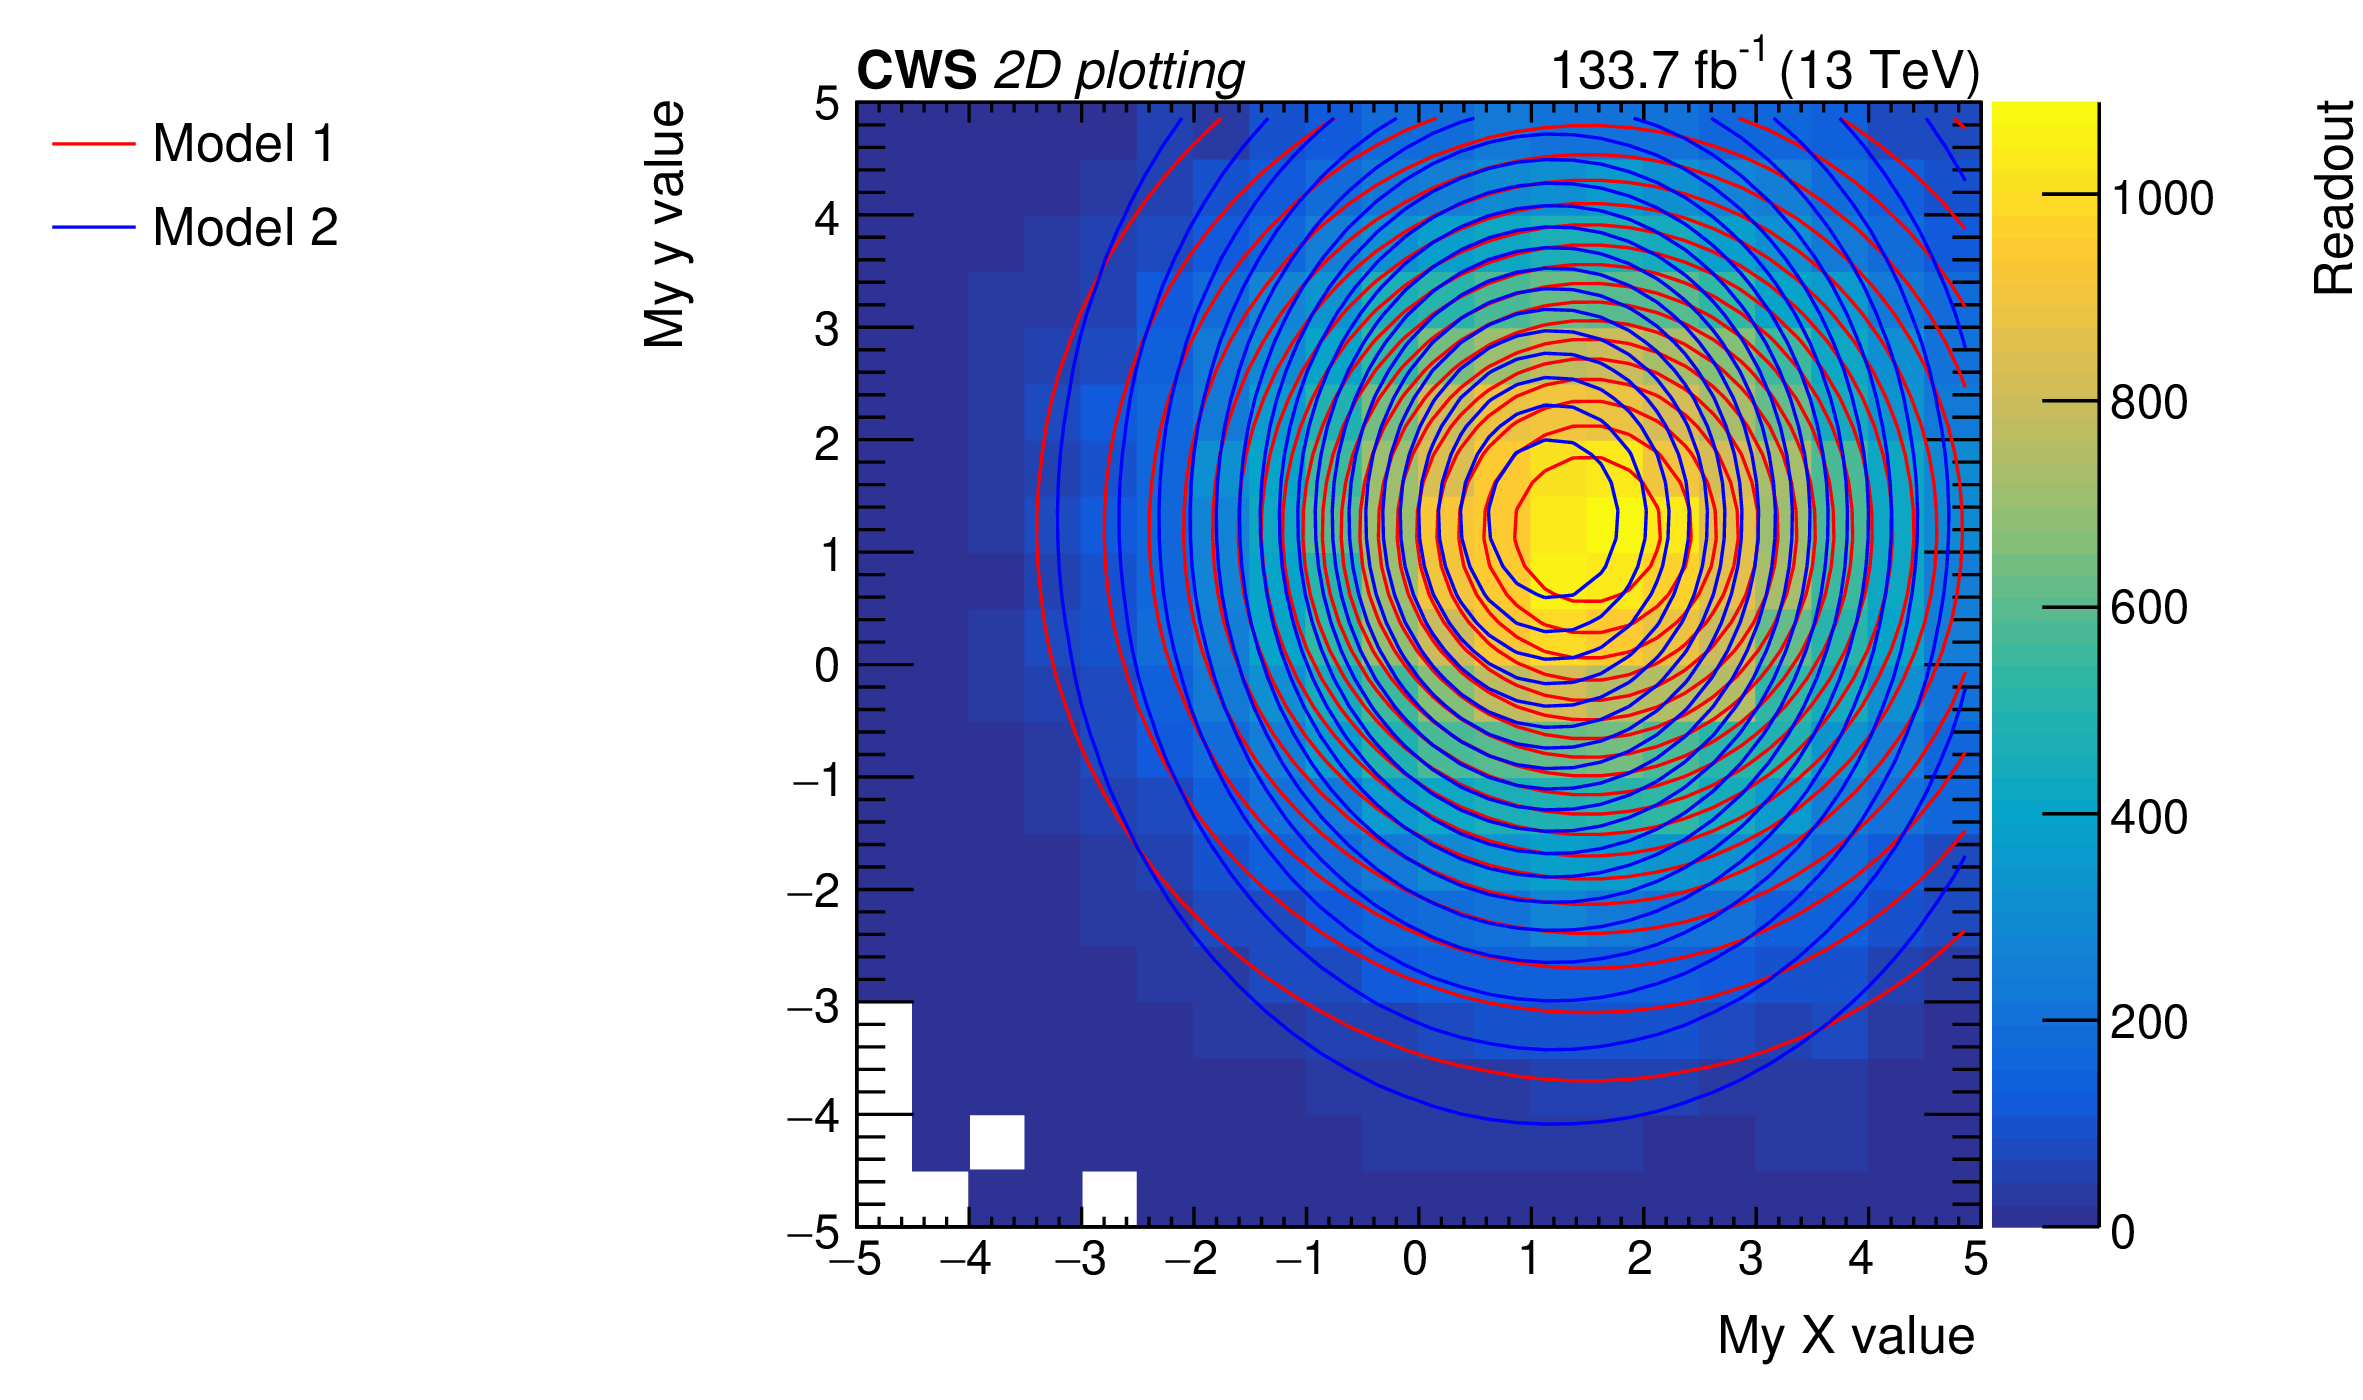 CWS 2D plotting 133.7 fb-1 (13 TeV)
Model 1
Model 2
My y value
5
4
3
2
1
0
−1
−2
−3
−4
−5
−5 −4 −3 −2 −1 0 1 2 3 4 5
My X value
Readout
1000
800
600
400
200
0